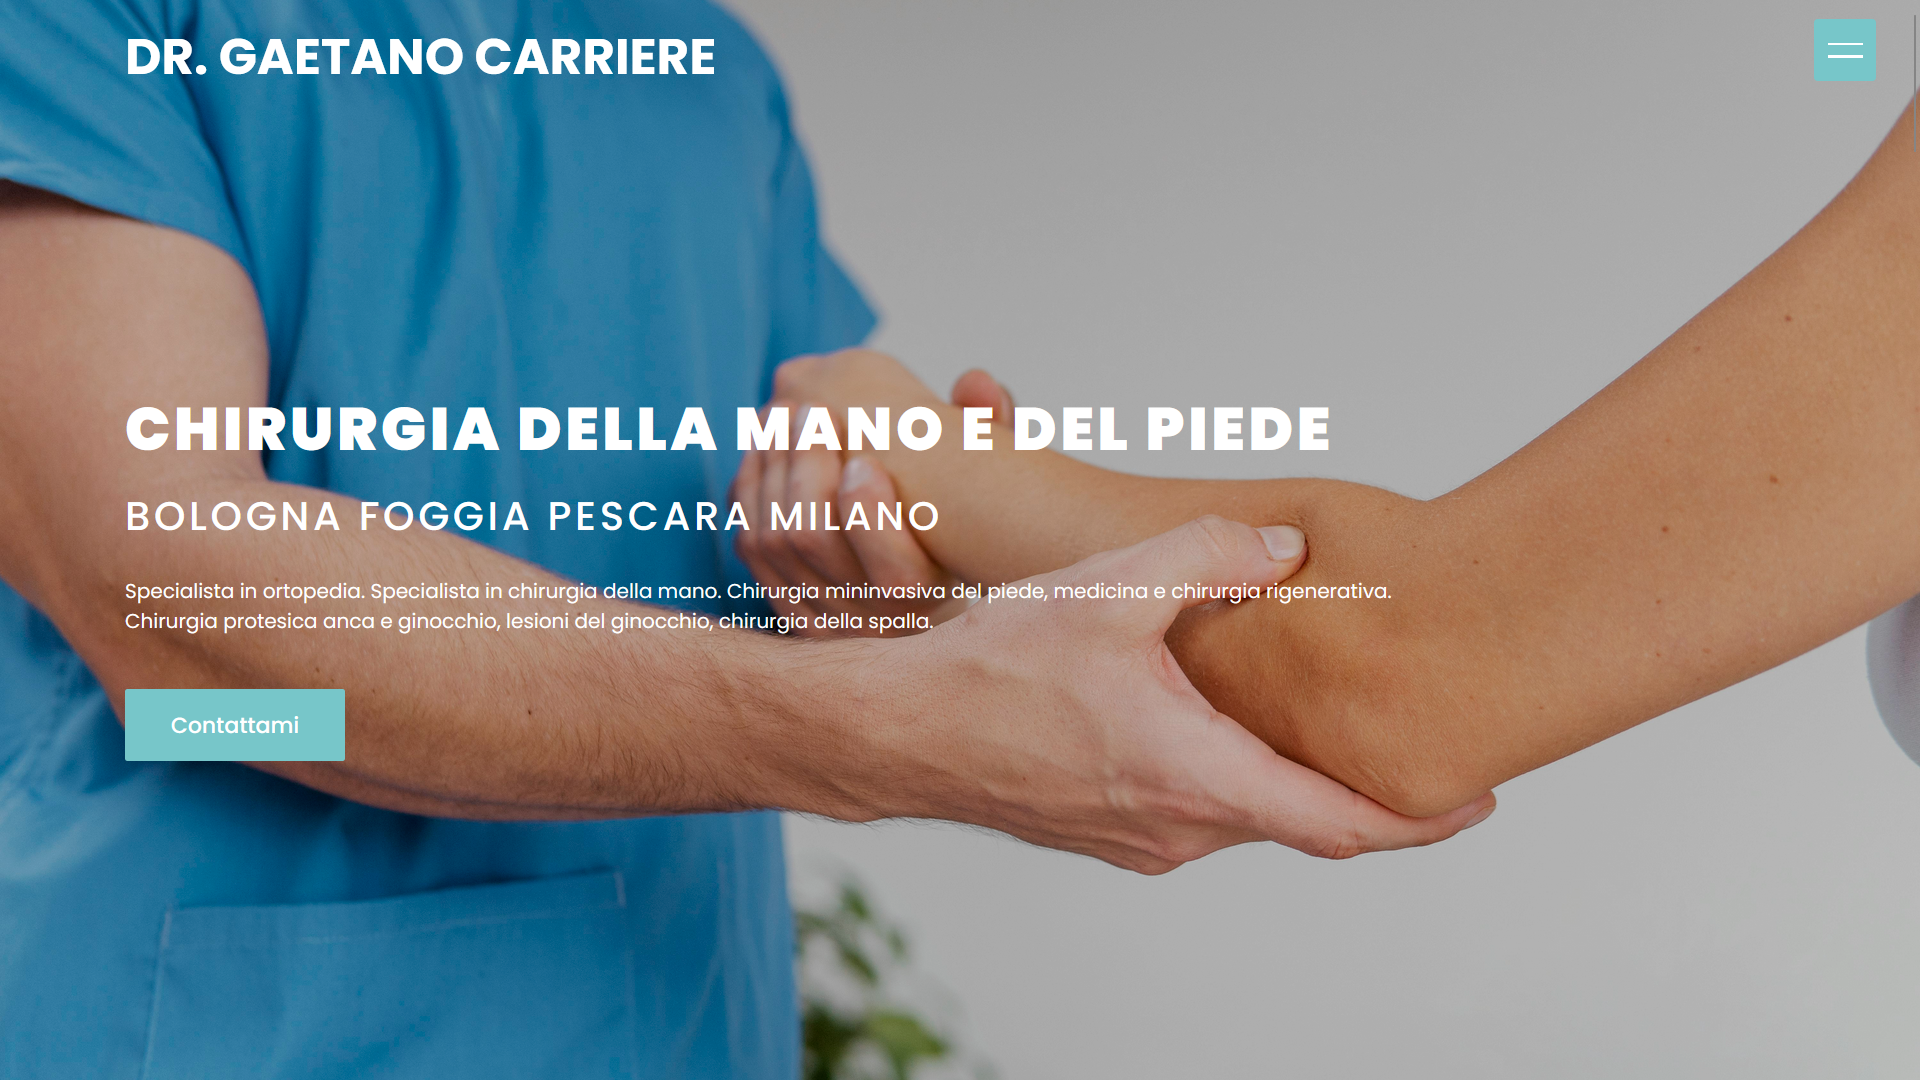 DR. GAETANO CARRIERE
CHIRURGIA DELLA MANO E DEL PIEDE
BOLOGNA FOGGIA PESCARA MILANO
Specialista in ortopedia. Specialista in chirurgia della mano. Chirurgia mininvasiva del piede, medicina e chirurgia rigenerativa.
Chirurgia protesica anca e ginocchio, lesioni del ginocchio, chirurgia della spalla.
Contattami